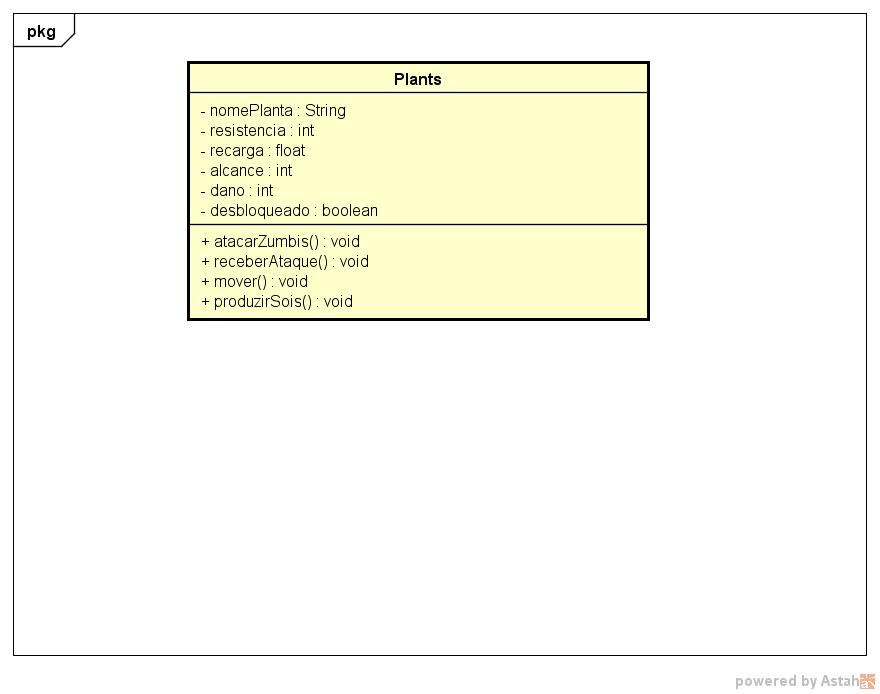 pkg
Plants
- nomePlanta : String
- resistencia : int
- recarga : float
- alcance : int
- dano : int
- desbloqueado : boolean
+ atacarZumbis() : void
+ receberAtaque() : void
+ mover() : void
+ produzirSois() : void
powered by Astah